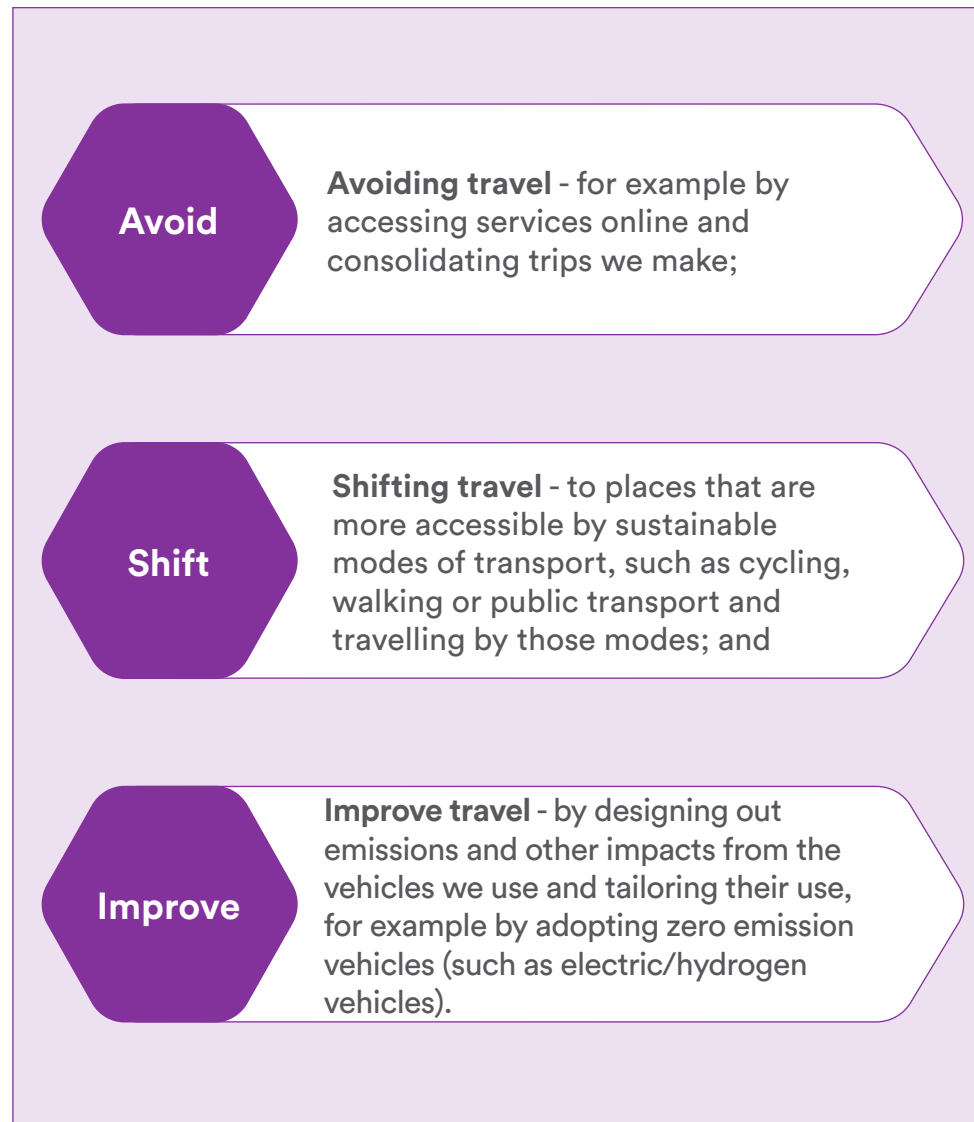 Avoid
Avoiding travel - for example by
accessing services online and
consolidating trips we make;
Shift
Shifting travel - to places that are
more accessible by sustainable
modes of transport, such as cycling,
walking or public transport and
travelling by those modes; and
Improve
Improve travel - by designing out
emissions and other impacts from the
vehicles we use and tailoring their use,
for example by adopting zero emission
vehicles (such as electric/hydrogen
vehicles).